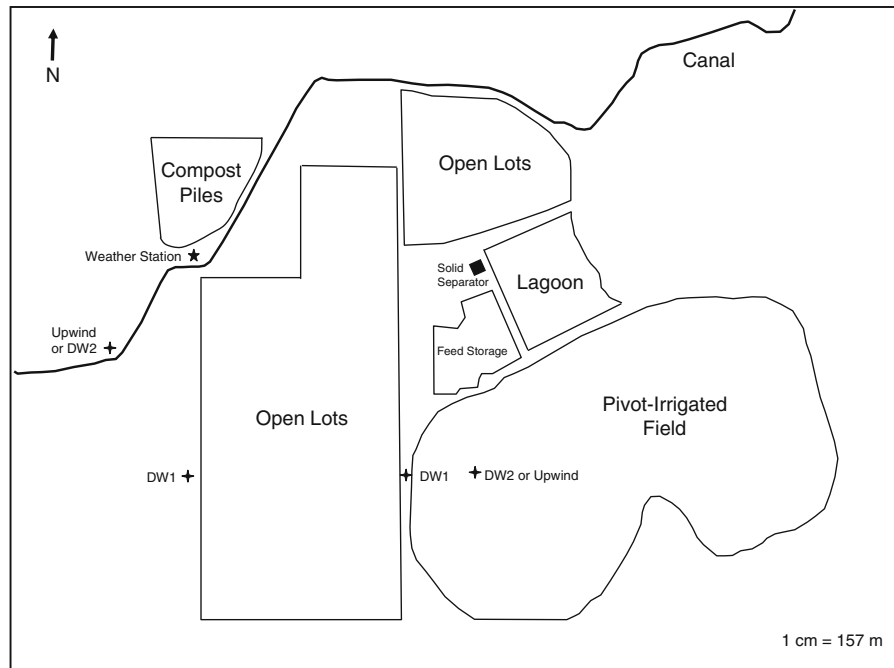 N
Canal
Compost
Piles
Open Lots
Weather Station
Solid
Separator
Lagoon
Upwind
or DW2
Feed Storage
Open Lots
Pivot-Irrigated
Field
DW1
DW1
DW2 or Upwind
1 cm = 157 m